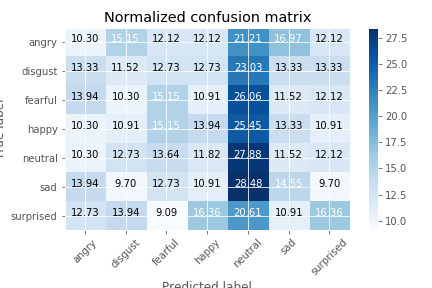 Normalized confusion matrix
angry 10.30 15.15 12.12 12.12 21.21 16.97 12.12
disgust 13.33 11.52 12.73 12.73 23.03 13.33 13.33
fearful 13.94 10.30 15.15 10.91 26.06 11.52 12.12
happy 10.30 10.91 15.15 13.94 25.45 13.33 10.91
neutral 10.30 12.73 13.64 11.82 27.88 11.52 12.12
sad 13.94 9.70 12.73 10.91 28.48 14.55 9.70
surprised 12.73 13.94 9.09 16.36 20.61 10.91 16.36
angry disgust fearful happy neutral sad surprised
Predicted label
True label
27.5
25.0
22.5
20.0
17.5
15.0
12.5
10.0